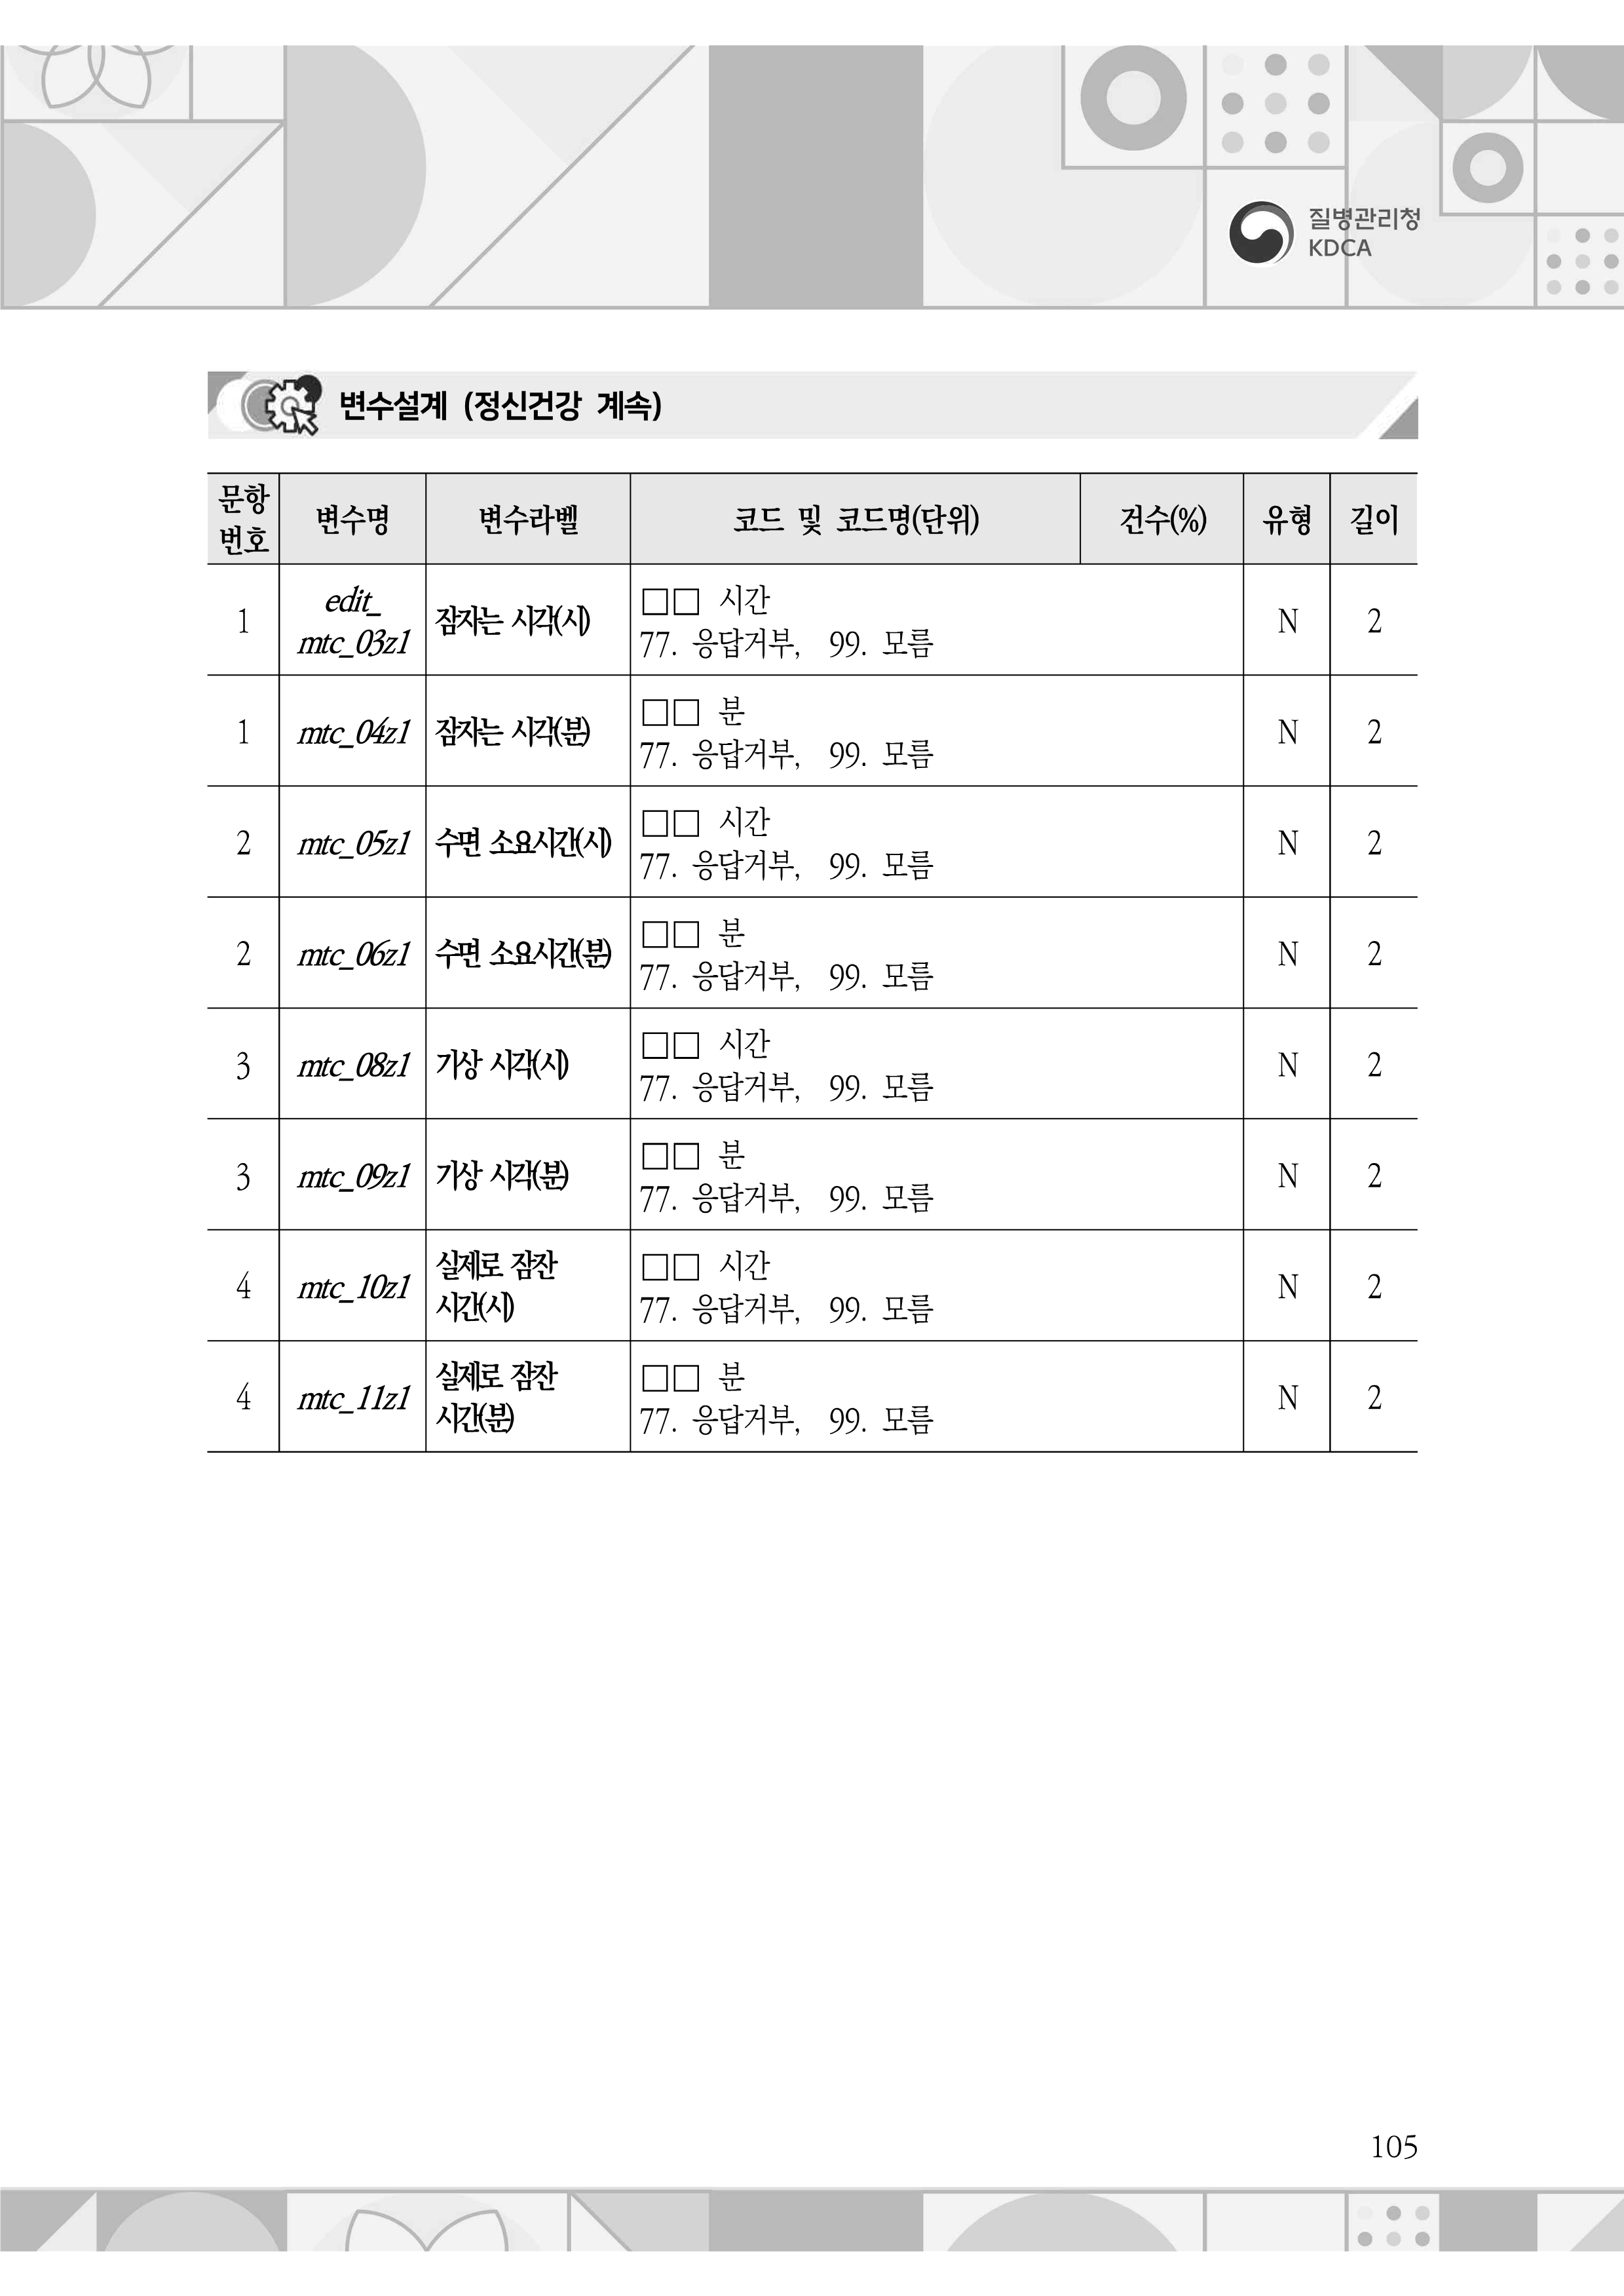 질병관리청
KDCA
변수설계 (정신건강 계속)
문항
번호
변수명
변수라벨
코드 및 코드명(단위)
건수(%)
유형
길이
1
edit_
mtc_03z1
잠자는 시각(시)
□□ 시간
77. 응답거부, 99. 모름
N
2
1
mtc_04z1
잠자는 시각(분)
□□ 분
77. 응답거부, 99. 모름
N
2
2
mtc_05z1
수면 소요시간(시)
□□ 시간
77. 응답거부, 99. 모름
N
2
2
mtc_06z1
수면 소요시간(분)
□□ 분
77. 응답거부, 99. 모름
N
2
3
mtc_08z1
기상 시각(시)
□□ 시간
77. 응답거부, 99. 모름
N
2
3
mtc_09z1
기상 시각(분)
□□ 분
77. 응답거부, 99. 모름
N
2
4
mtc_10z1
실제로 잠잔
시간(시)
□□ 시간
77. 응답거부, 99. 모름
N
2
4
mtc_11z1
실제로 잠잔
시간(분)
□□ 분
77. 응답거부, 99. 모름
N
2
105